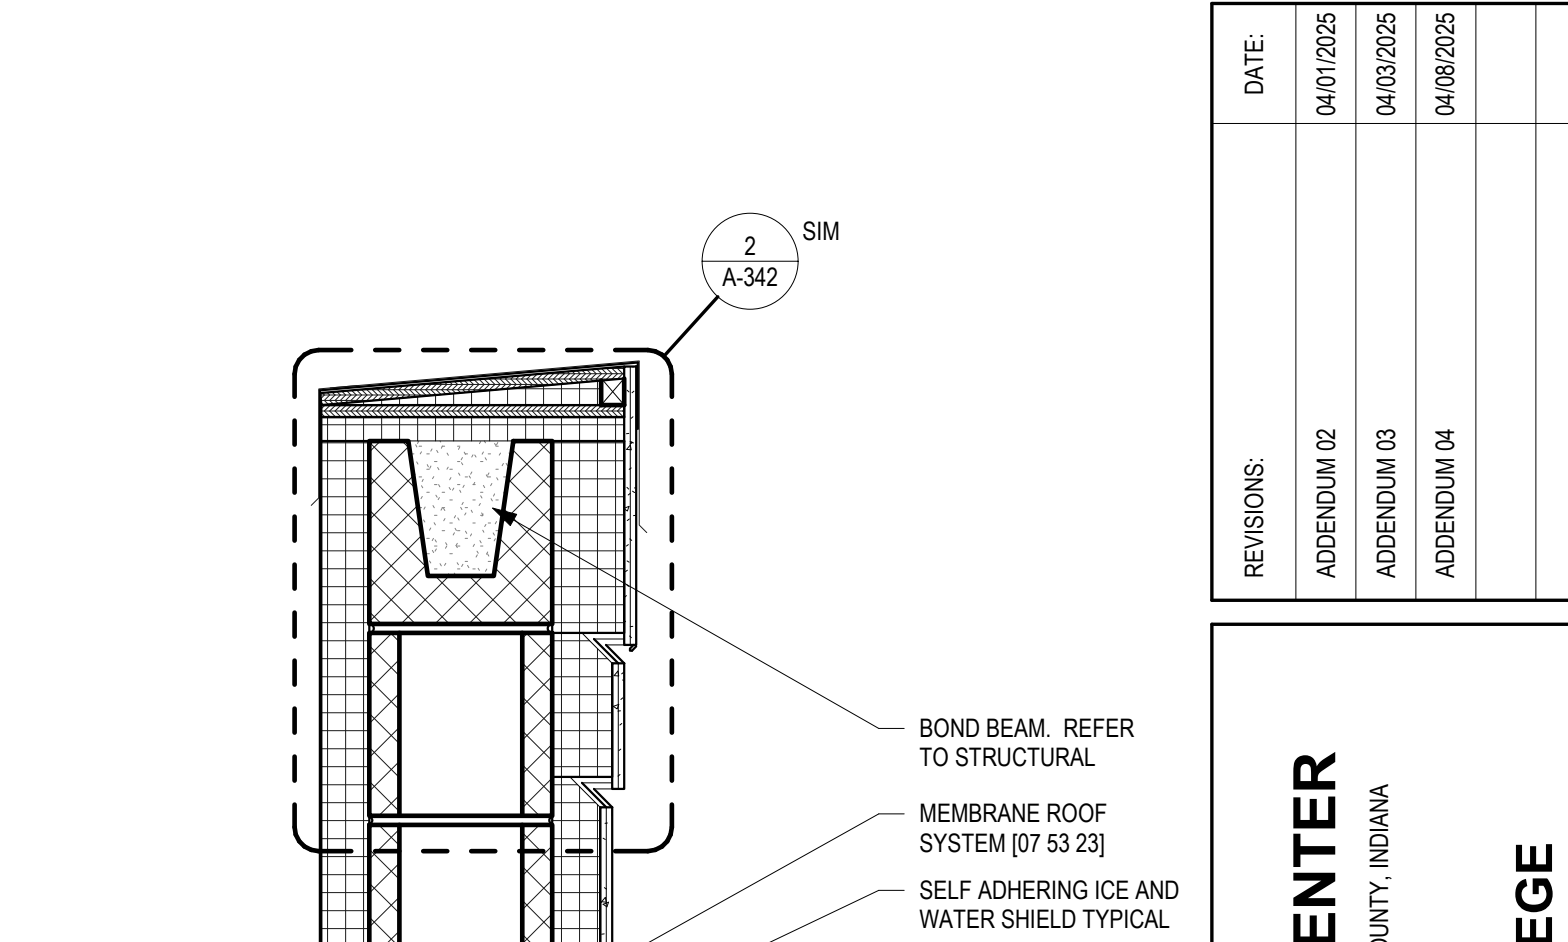 2
A-342
SIM
BOND BEAM. REFER
TO STRUCTURAL
MEMBRANE ROOF
SYSTEM [07 53 23]
SELF ADHERING ICE AND
WATER SHIELD TYPICAL
REVISIONS: DATE:
ADDENDUM 02 04/01/2025
ADDENDUM 03 04/03/2025
ADDENDUM 04 04/08/2025
ENTER
OUNTY, INDIANA
EGE